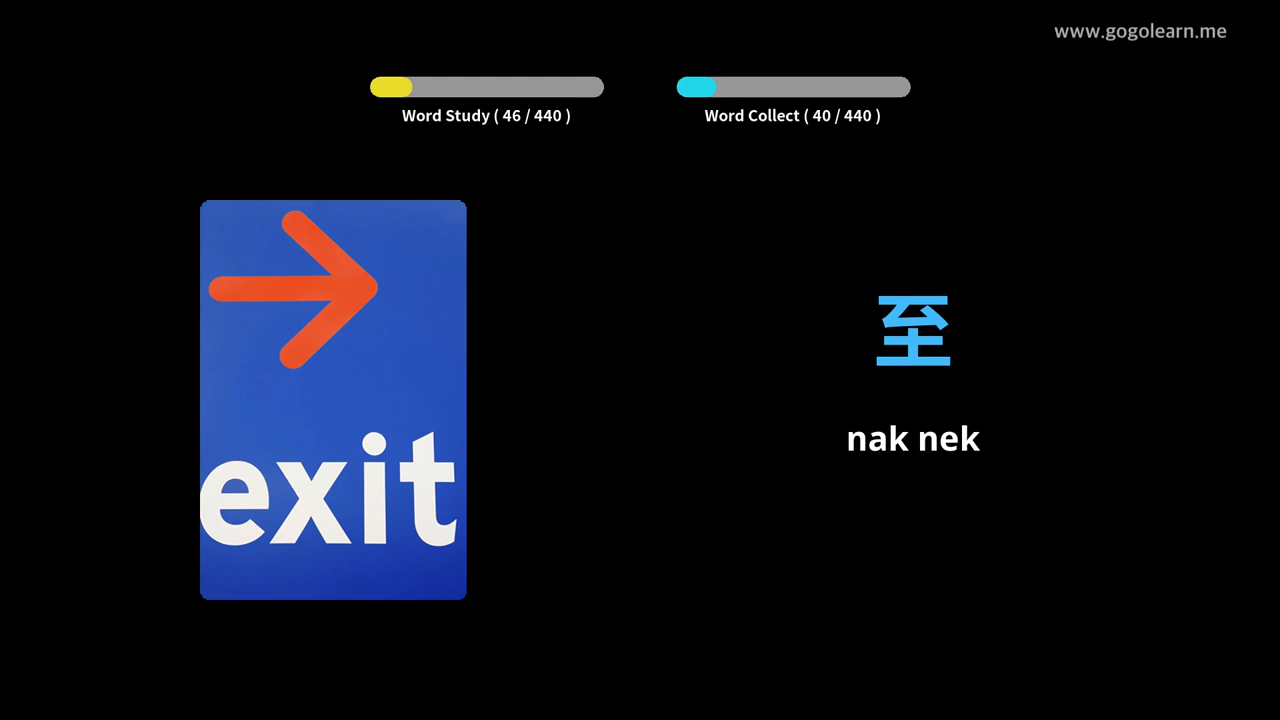 www.gogolearn.me
Word Study ( 46 / 440 )
Word Collect ( 40 / 440 )
exit
至
nak nek